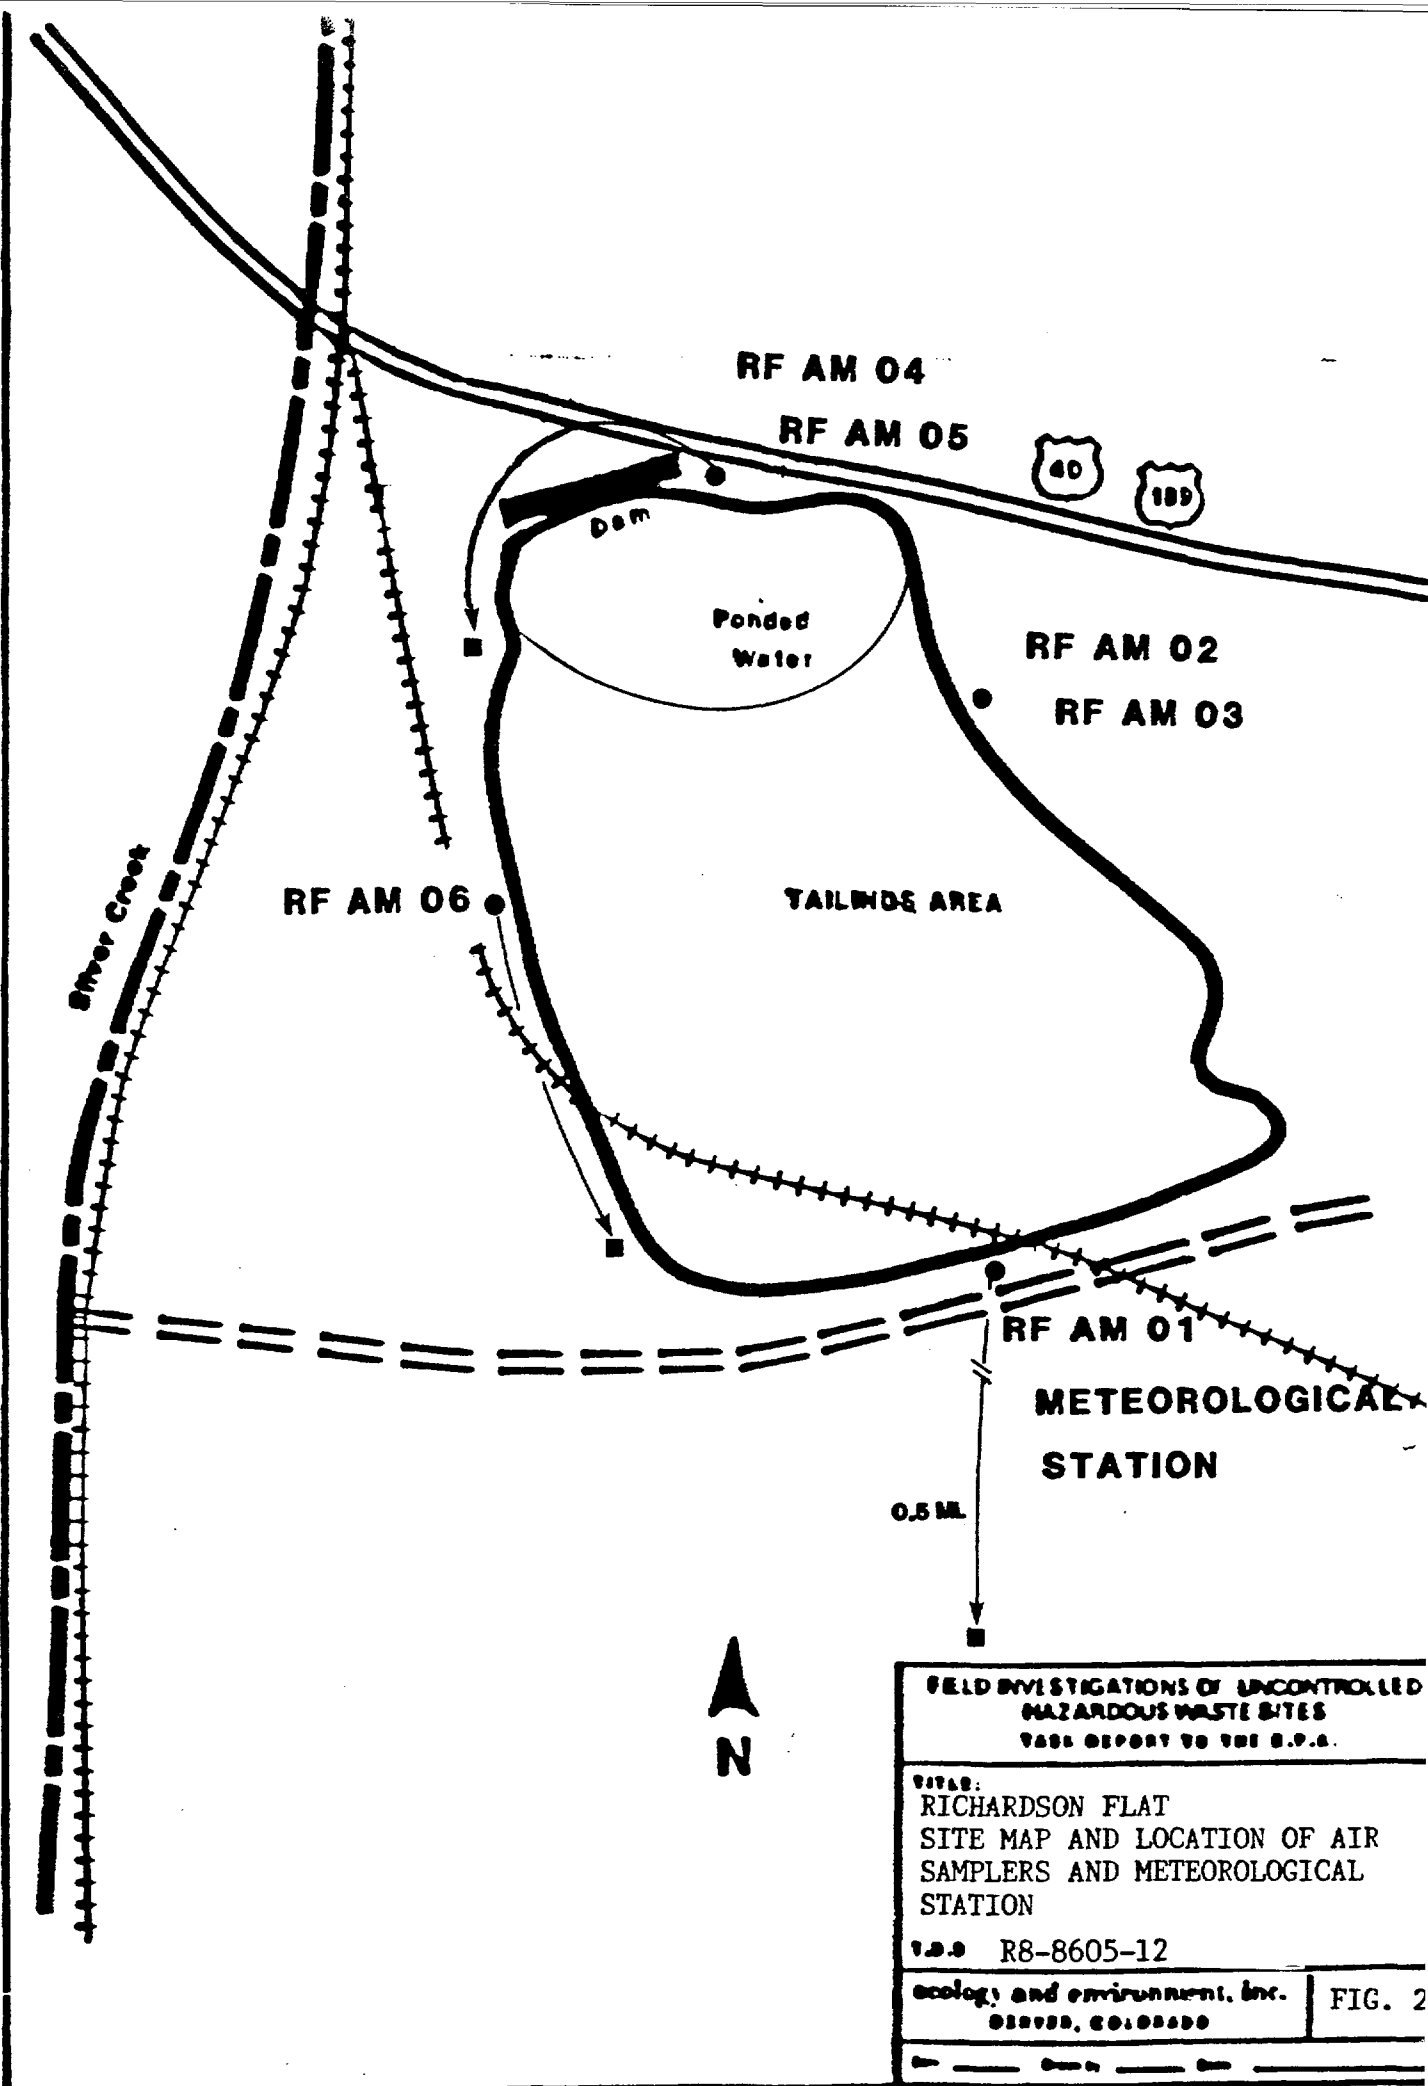 RF AM 04
RF AM 05
40
189
Dam
Ponded
Water
RF AM 02
RF AM 03
Silver Creek
RF AM 06
TAILINGS AREA
RF AM 01
METEOROLOGICAL
STATION
0.5 MI.
N
FIELD INVESTIGATIONS OF UNCONTROLLED
HAZARDOUS WASTE SITES
TASK REPORT TO THE E.P.A.
TITLE:
RICHARDSON FLAT
SITE MAP AND LOCATION OF AIR
SAMPLERS AND METEOROLOGICAL
STATION
T.D.D R8-8605-12
ecology and environment, inc.
DENVER, COLORADO
FIG. 2